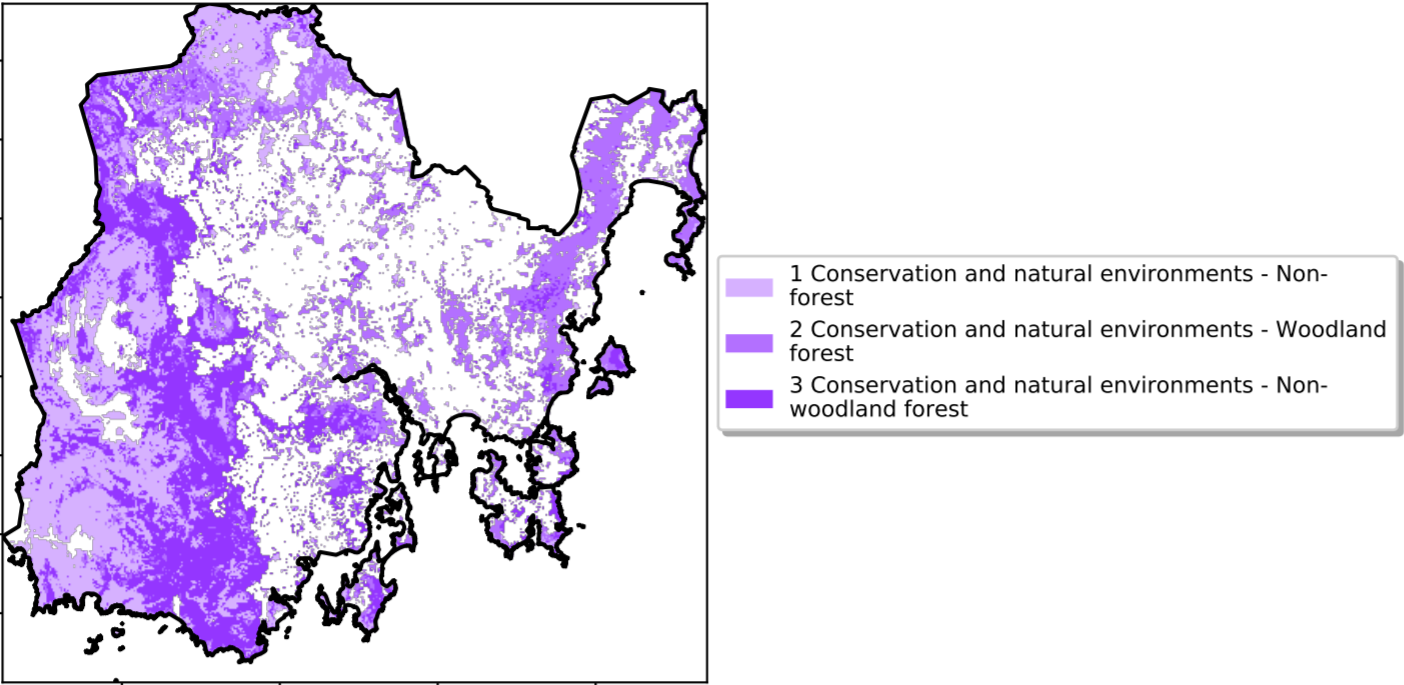 1 Conservation and natural environments - Non-
forest
2 Conservation and natural environments - Woodland
forest
3 Conservation and natural environments - Non-
woodland forest